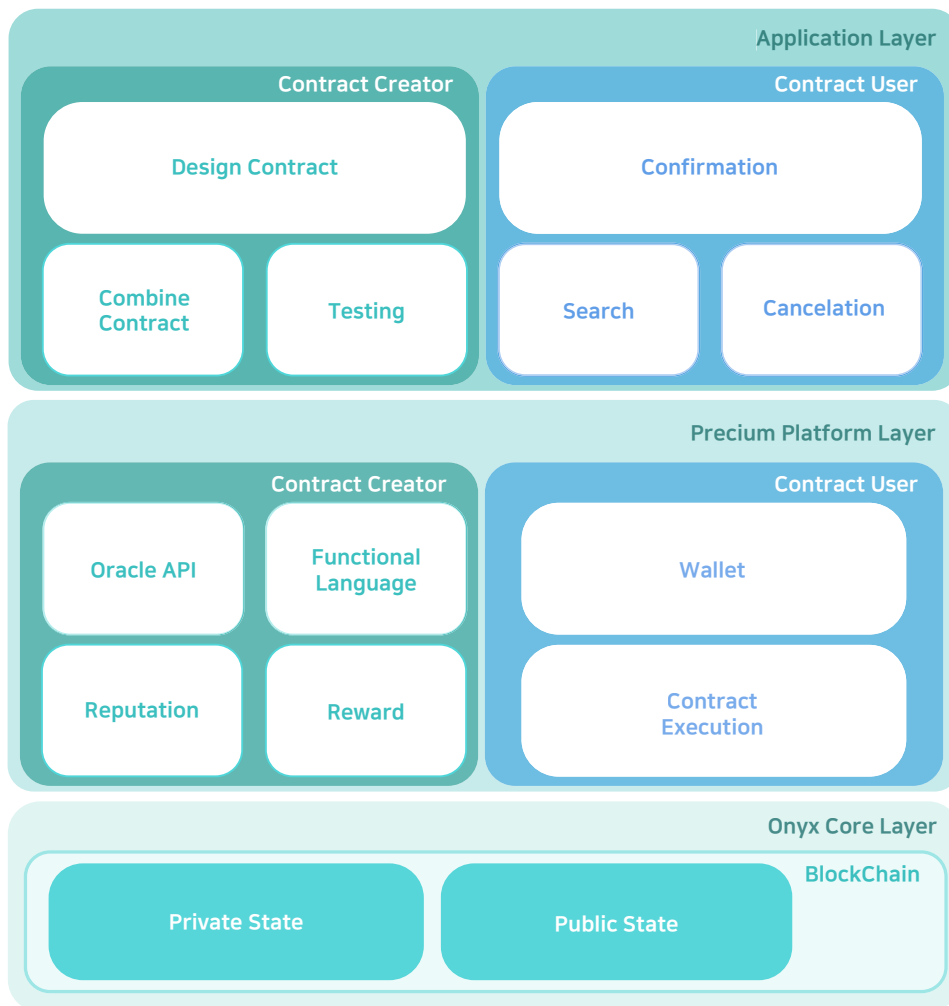 Application Layer
Contract Creator
Contract User
Design Contract
Confirmation
Combine
Contract
Testing
Search
Cancelation
Precium Platform Layer
Contract Creator
Contract User
Oracle API
Functional
Language
Wallet
Reputation
Reward
Contract
Execution
Onyx Core Layer
BlockChain
Private State
Public State